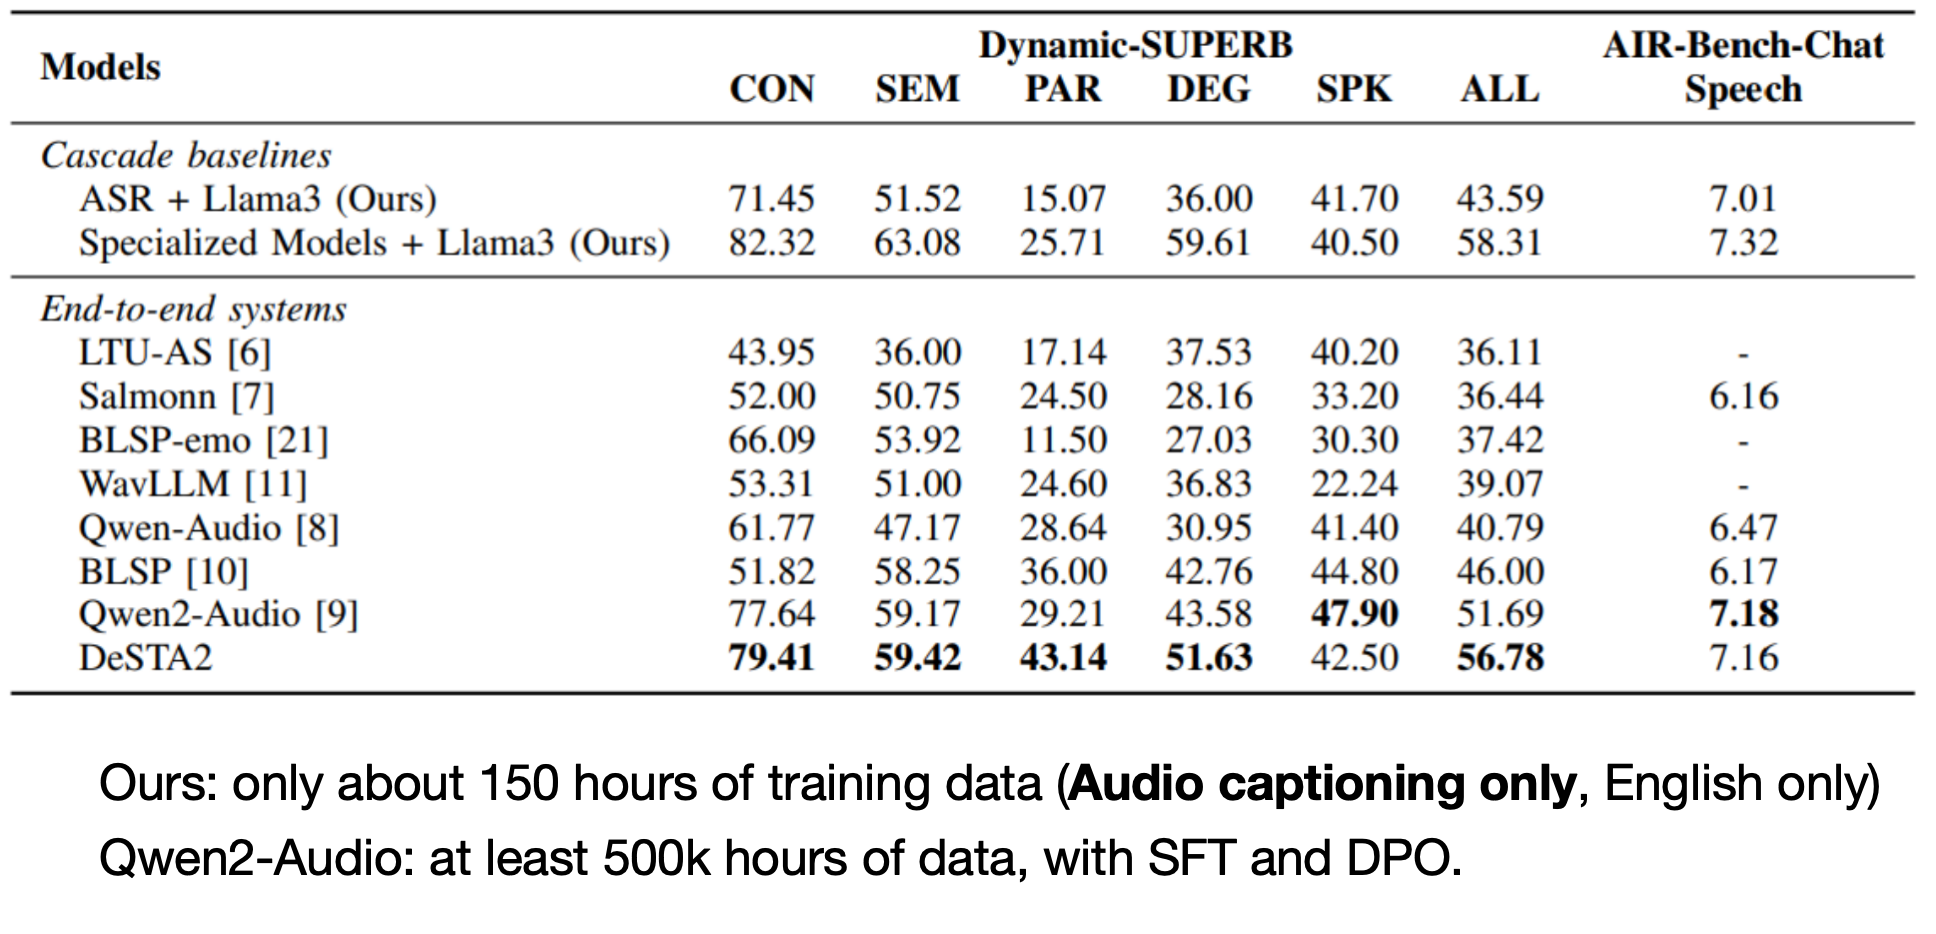 Models Dynamic-SUPERB AIR-Bench-Chat
CON SEM PAR DEG SPK ALL Speech
Cascade baselines
ASR + Llama3 (Ours) 71.45 51.52 15.07 36.00 41.70 43.59 7.01
Specialized Models + Llama3 (Ours) 82.32 63.08 25.71 59.61 40.50 58.31 7.32
End-to-end systems
LTU-AS [6] 43.95 36.00 17.14 37.53 40.20 36.11 -
Salmonn [7] 52.00 50.75 24.50 28.16 33.20 36.44 6.16
BLSP-emo [21] 66.09 53.92 11.50 27.03 30.30 37.42 -
WavLLM [11] 53.31 51.00 24.60 36.83 22.24 39.07 -
Qwen-Audio [8] 61.77 47.17 28.64 30.95 41.40 40.79 6.47
BLSP [10] 51.82 58.25 36.00 42.76 44.80 46.00 6.17
Qwen2-Audio [9] 77.64 59.17 29.21 43.58 47.90 51.69 7.18
DeSTA2 79.41 59.42 43.14 51.63 42.50 56.78 7.16
Ours: only about 150 hours of training data (Audio captioning only, English only)
Qwen2-Audio: at least 500k hours of data, with SFT and DPO.